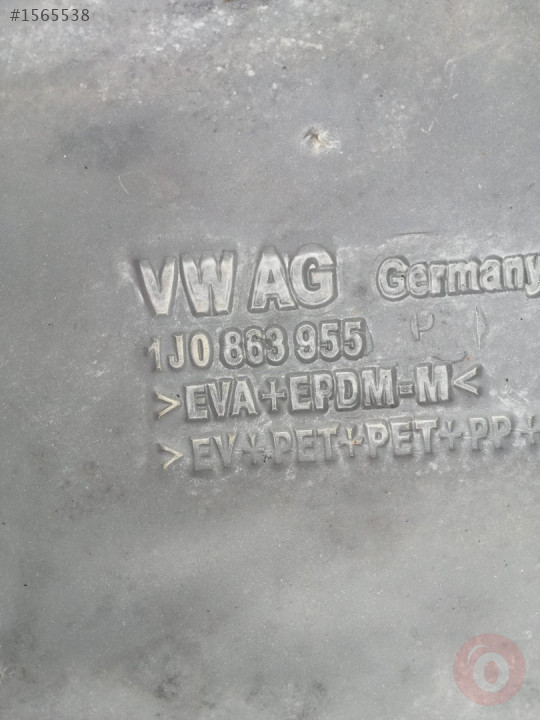 #1565538
VW AG Germany
1J0 863 955
>EVA+EPDM-M<
>EV+PET+PET+PP+